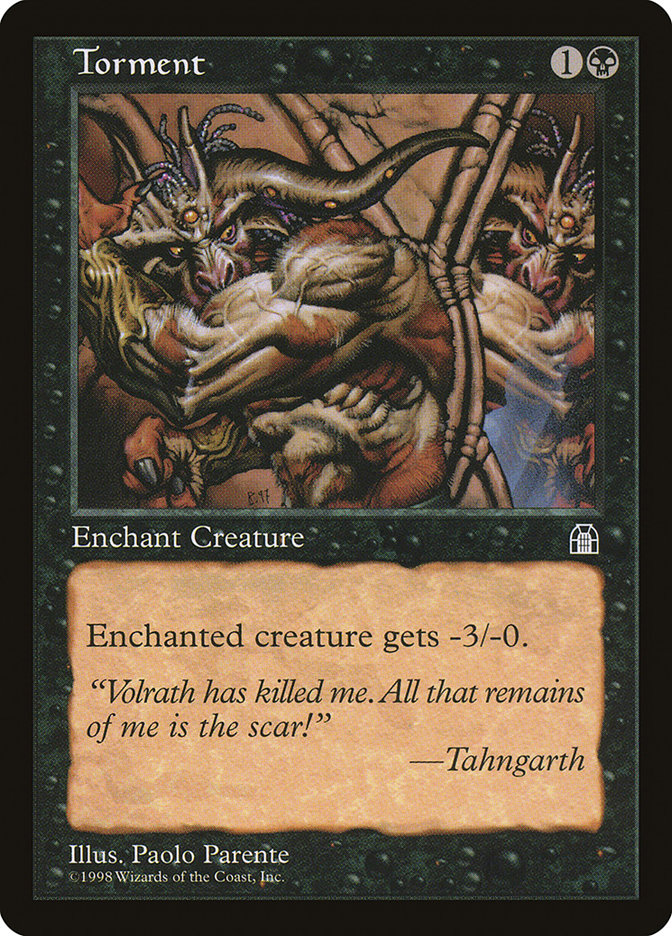 Torment 1
Enchant Creature
Enchanted creature gets -3/-0.
“Volrath has killed me. All that remains
of me is the scar!”
—Tahngarth
Illus. Paolo Parente
©1998 Wizards of the Coast, Inc.